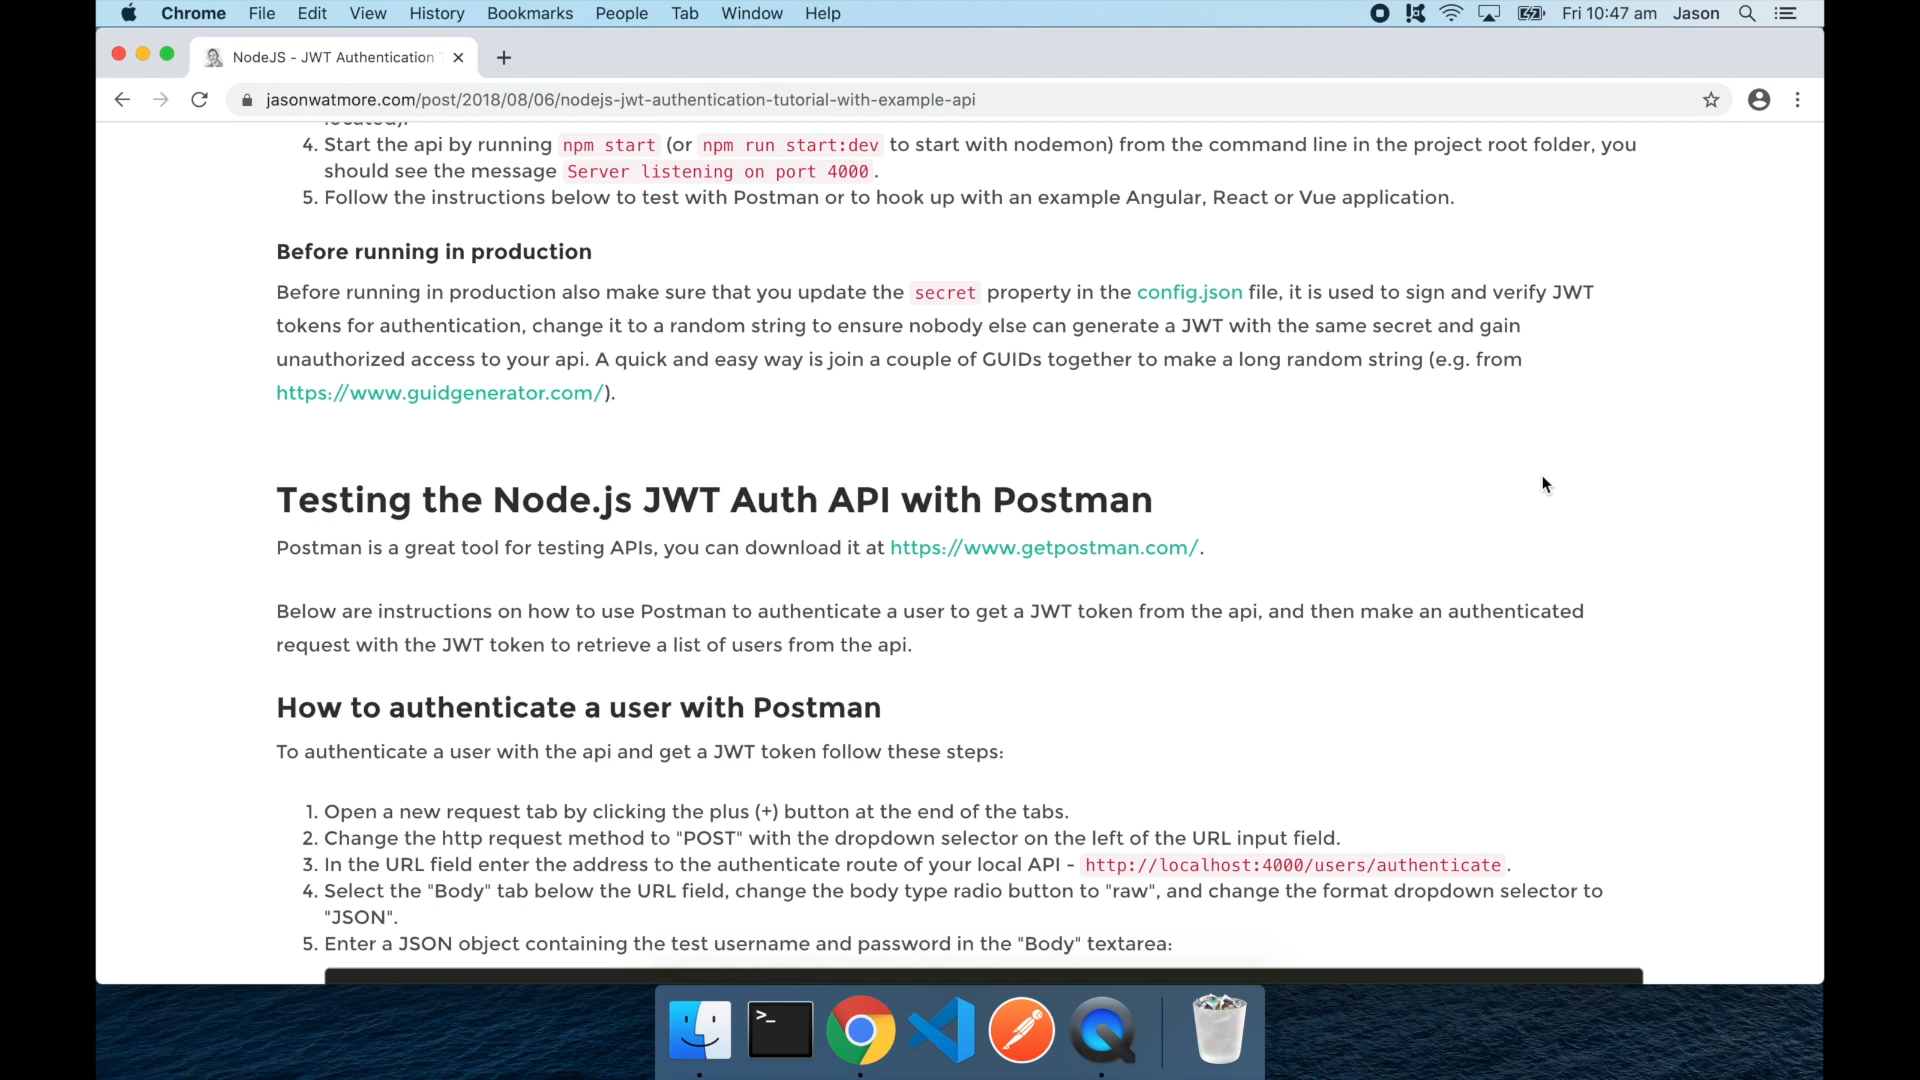 Chrome File Edit View History Bookmarks People Tab Window Help Fri 10:47 am Jason
NodeJS - JWT Authentication
jasonwatmore.com/post/2018/08/06/nodejs-jwt-authentication-tutorial-with-example-api
located).
4. Start the api by running npm start (or npm run start:dev to start with nodemon) from the command line in the project root folder, you
should see the message Server listening on port 4000.
5. Follow the instructions below to test with Postman or to hook up with an example Angular, React or Vue application.
Before running in production
Before running in production also make sure that you update the secret property in the config.json file, it is used to sign and verify JWT
tokens for authentication, change it to a random string to ensure nobody else can generate a JWT with the same secret and gain
unauthorized access to your api. A quick and easy way is join a couple of GUIDs together to make a long random string (e.g. from
https://www.guidgenerator.com/).
Testing the Node.js JWT Auth API with Postman
Postman is a great tool for testing APIs, you can download it at https://www.getpostman.com/.
Below are instructions on how to use Postman to authenticate a user to get a JWT token from the api, and then make an authenticated
request with the JWT token to retrieve a list of users from the api.
How to authenticate a user with Postman
To authenticate a user with the api and get a JWT token follow these steps:
1. Open a new request tab by clicking the plus (+) button at the end of the tabs.
2. Change the http request method to "POST" with the dropdown selector on the left of the URL input field.
3. In the URL field enter the address to the authenticate route of your local API - http://localhost:4000/users/authenticate.
4. Select the "Body" tab below the URL field, change the body type radio button to "raw", and change the format dropdown selector to
"JSON".
5. Enter a JSON object containing the test username and password in the "Body" textarea: